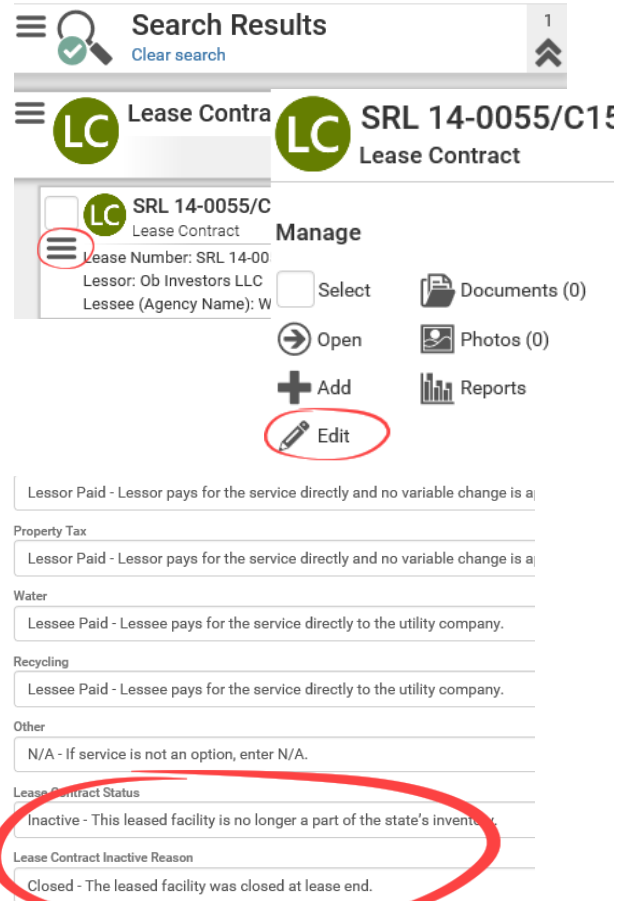 Search Results
Clear search
1
LC
Lease Contra
LC
SRL 14-0055/C15
Lease Contract
LC
SRL 14-0055/C
Lease Contract
Lease Number: SRL 14-00
Lessor: Ob Investors LLC
Lessee (Agency Name): W
Manage
Select
Documents (0)
Open
Photos (0)
Add
Reports
Edit
Lessor Paid - Lessor pays for the service directly and no variable change is a
Property Tax
Lessor Paid - Lessor pays for the service directly and no variable change is a
Water
Lessee Paid - Lessee pays for the service directly to the utility company.
Recycling
Lessee Paid - Lessee pays for the service directly to the utility company.
Other
N/A - If service is not an option, enter N/A.
Lease Contract Status
Inactive - This leased facility is no longer a part of the state's inventory.
Lease Contract Inactive Reason
Closed - The leased facility was closed at lease end.